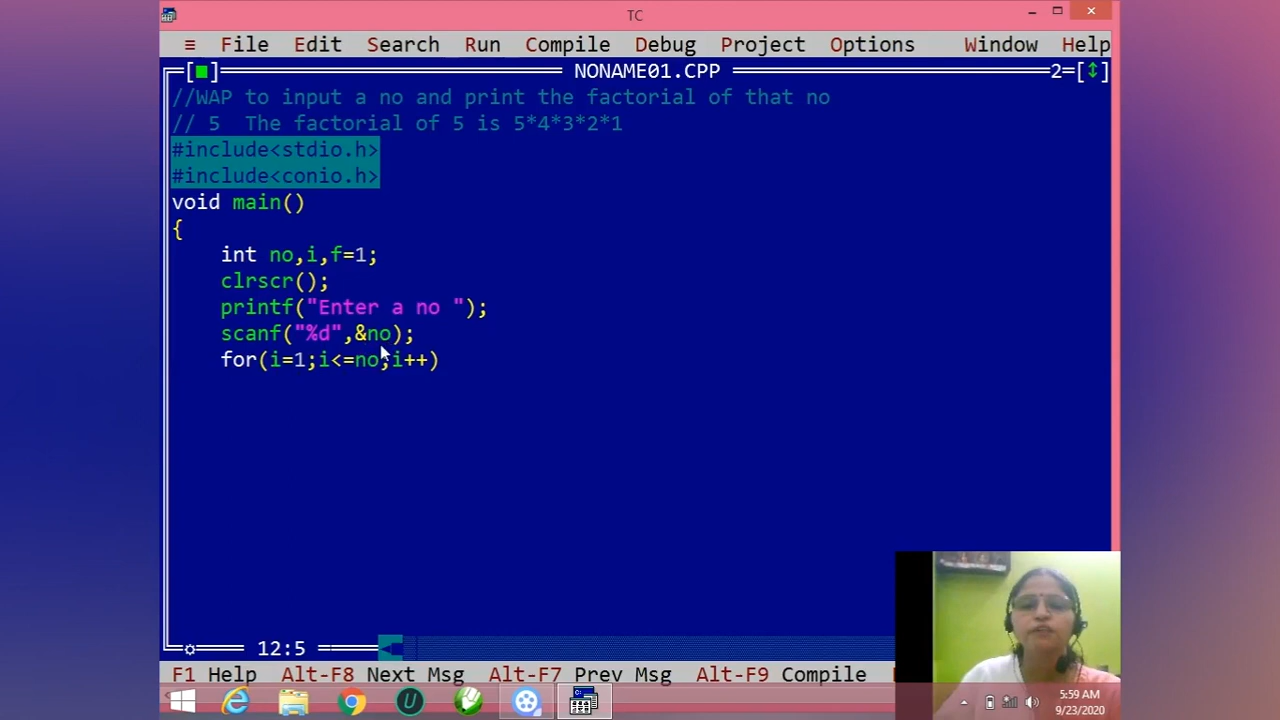 TC
≡ File Edit Search Run Compile Debug Project Options Window Help
[■] NONAME01.CPP 2=[↕]
//WAP to input a no and print the factorial of that no
// 5  The factorial of 5 is 5*4*3*2*1
#include<stdio.h>
#include<conio.h>
void main()
{
    int no,i,f=1;
    clrscr();
    printf("Enter a no ");
    scanf("%d",&no);
    for(i=1;i<=no;i++)
12:5
F1 Help Alt-F8 Next Msg Alt-F7 Prev Msg Alt-F9 Compile
U
5:59 AM
9/23/2020